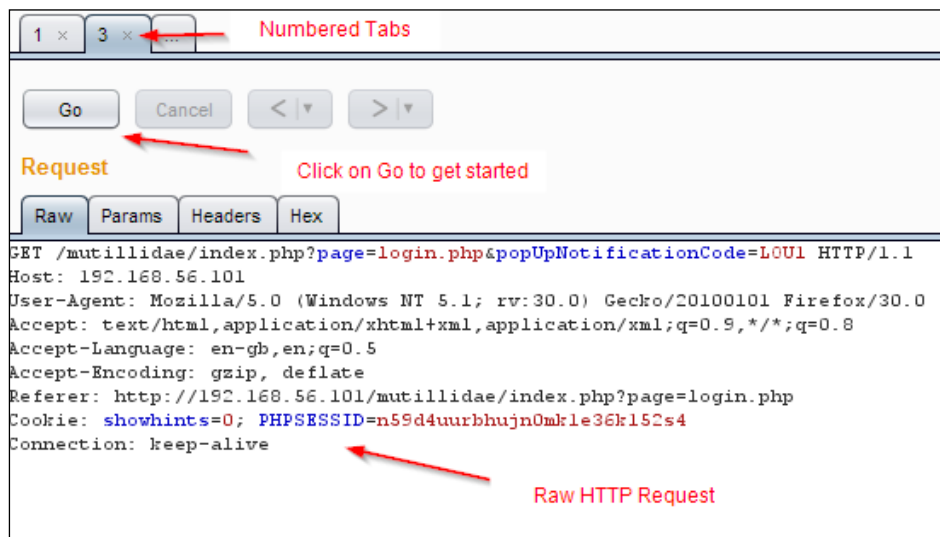 1 × 3 × ... Numbered Tabs
Go Cancel < | ▼ > | ▼
Request Click on Go to get started
Raw Params Headers Hex
GET /mutillidae/index.php?page=login.php&popUpNotificationCode=LOU1 HTTP/1.1
Host: 192.168.56.101
User-Agent: Mozilla/5.0 (Windows NT 5.1; rv:30.0) Gecko/20100101 Firefox/30.0
Accept: text/html,application/xhtml+xml,application/xml;q=0.9,*/*;q=0.8
Accept-Language: en-gb,en;q=0.5
Accept-Encoding: gzip, deflate
Referer: http://192.168.56.101/mutillidae/index.php?page=login.php
Cookie: showhints=0; PHPSESSID=n59d4uurbhujn0mk1e36k152s4
Connection: keep-alive
Raw HTTP Request